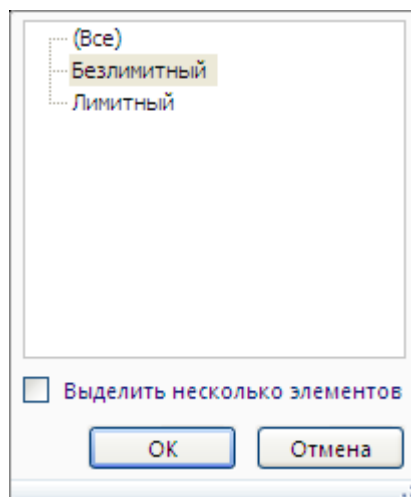 (Все)
Безлимитный
Лимитный
Выделить несколько элементов
ОК Отмена